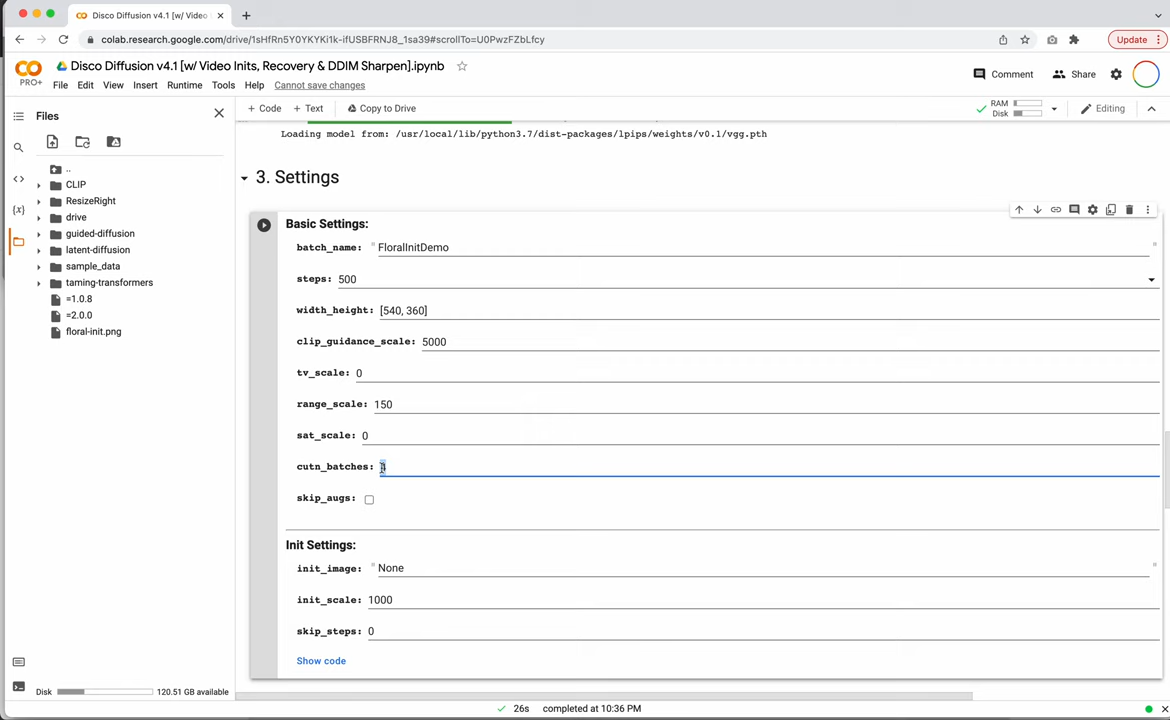 Disco Diffusion v4.1 [w/ Video
colab.research.google.com/drive/1sHfRn5Y0YKYKi1k-ifUSBFRNJ8_1sa39#scrollTo=U0PwzFZbLfcy
Update
PRO+
Disco Diffusion v4.1 [w/ Video Inits, Recovery & DDIM Sharpen].ipynb
File Edit View Insert Runtime Tools Help Cannot save changes
Comment Share
Files
+ Code + Text Copy to Drive
RAM
Disk
Editing
..
CLIP
ResizeRight
drive
guided-diffusion
latent-diffusion
sample_data
taming-transformers
=1.0.8
=2.0.0
floral-init.png
Disk 120.51 GB available
Loading model from: /usr/local/lib/python3.7/dist-packages/lpips/weights/v0.1/vgg.pth
3. Settings
Basic Settings:
batch_name: " FloralInitDemo "
steps: 500
width_height: [540, 360]
clip_guidance_scale: 5000
tv_scale: 0
range_scale: 150
sat_scale: 0
cutn_batches:
skip_augs:
Init Settings:
init_image: " None "
init_scale: 1000
skip_steps: 0
Show code
26s completed at 10:36 PM